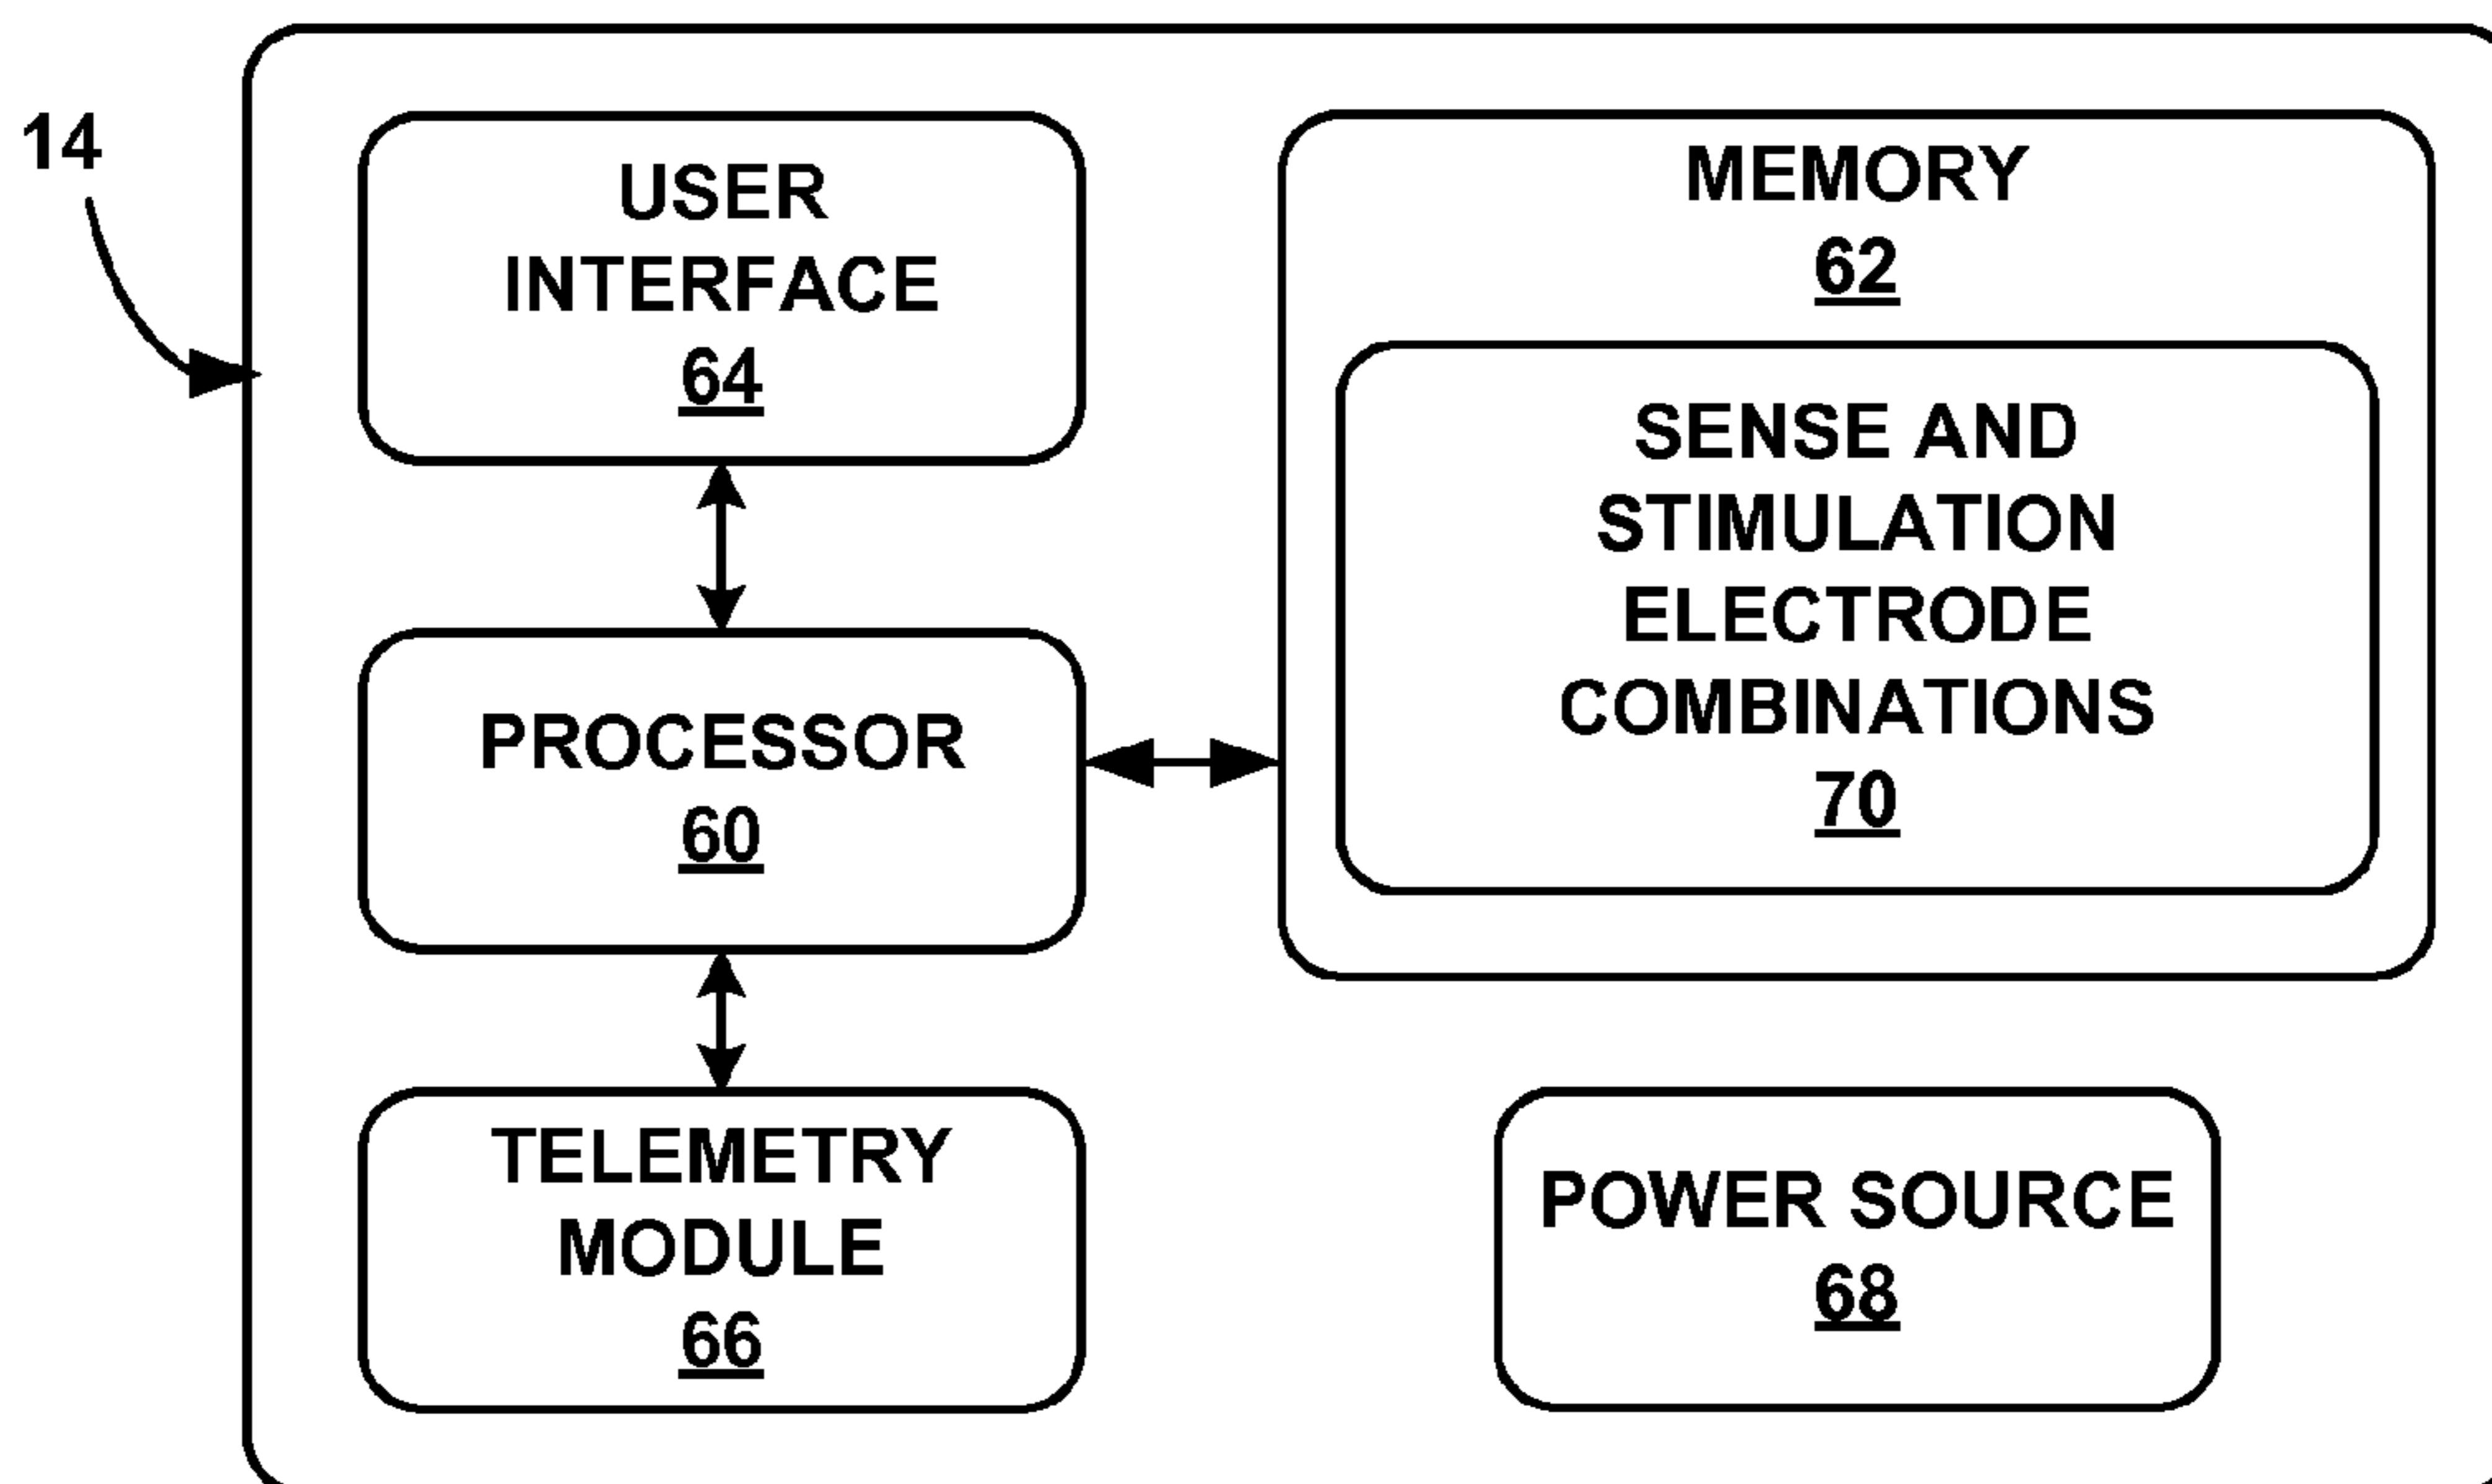 14
USER
INTERFACE
64
MEMORY
62
SENSE AND
STIMULATION
ELECTRODE
COMBINATIONS
70
PROCESSOR
60
TELEMETRY
MODULE
66
POWER SOURCE
68